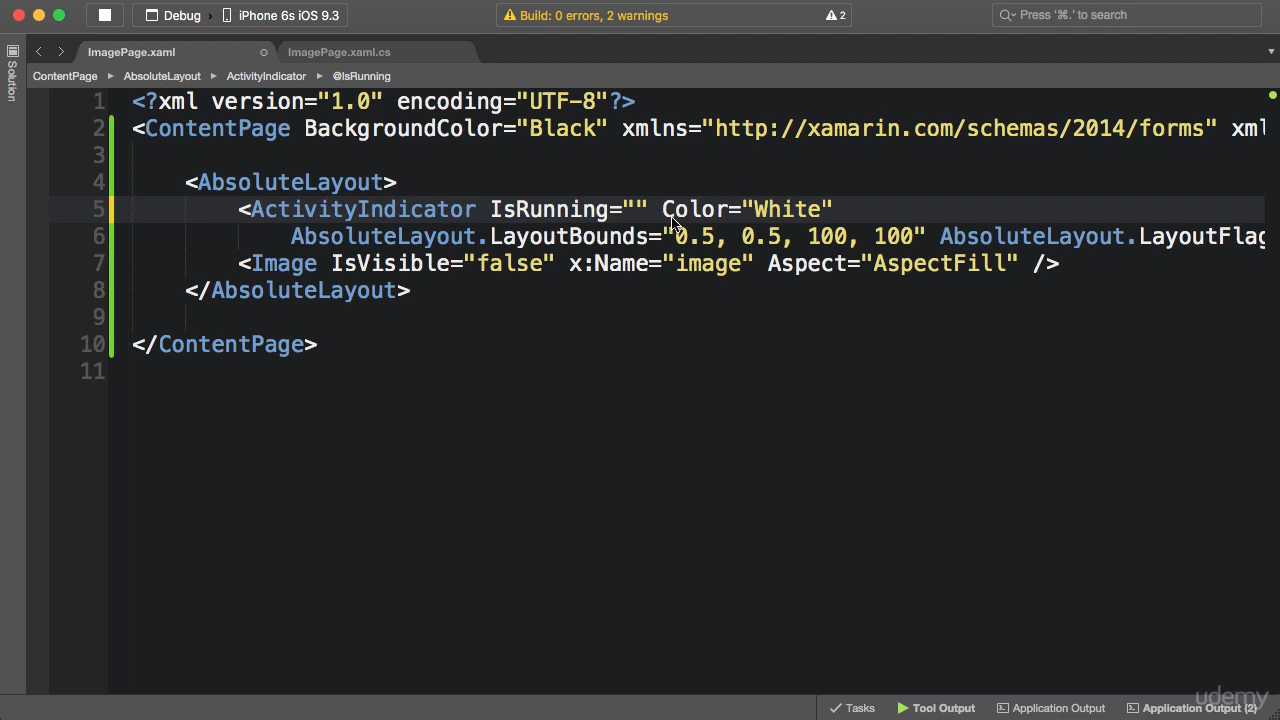 Debug › iPhone 6s iOS 9.3
Build: 0 errors, 2 warnings
2
Press '⌘.' to search
Solution
ImagePage.xaml
ImagePage.xaml.cs
ContentPage ▸ AbsoluteLayout ▸ ActivityIndicator ▸ @IsRunning
1 <?xml version="1.0" encoding="UTF-8"?>
2 <ContentPage BackgroundColor="Black" xmlns="http://xamarin.com/schemas/2014/forms" xml
3
4 <AbsoluteLayout>
5 <ActivityIndicator IsRunning="" Color="White"
6 AbsoluteLayout.LayoutBounds="0.5, 0.5, 100, 100" AbsoluteLayout.LayoutFlag
7 <Image IsVisible="false" x:Name="image" Aspect="AspectFill" />
8 </AbsoluteLayout>
9
10 </ContentPage>
11
Tasks
Tool Output
Application Output
Application Output (2)
udemy